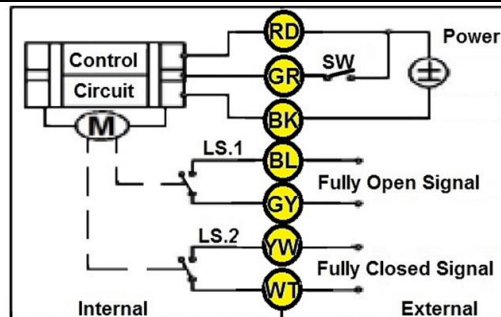 RD
Power
Control
Circuit
GR
SW
BK
M
LS.1
BL
Fully Open Signal
GY
LS.2
YW
Fully Closed Signal
WT
Internal
External